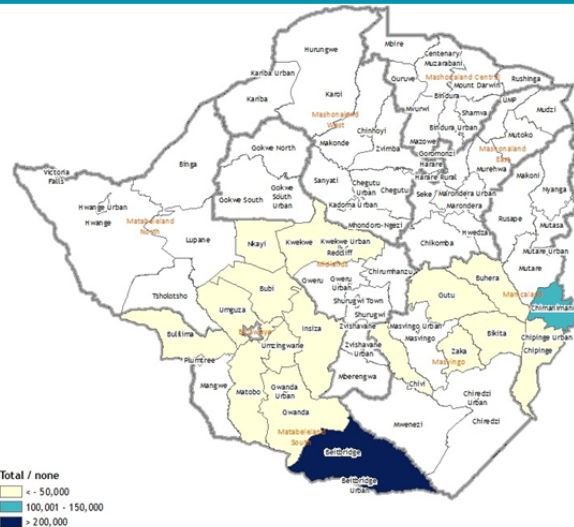 Hurungwe
Mbire
Centenary/
Muzarabani
Kariba Urban
Guruve
Mashonaland Central
Mount Darwin
Rushinga
Kariba
Karoi
Bindura
UMP
Mashonaland
West
Mvurwi
Shamva
Mudzi
Chinhoyi
Bindura Urban
Mutoko
Makonde
Zvimba
Mazowe
Mashonaland
East
Gokwe North
Goromonzi
Harare
Murehwa
Makoni
Binga
Victoria
Falls
Sanyati
Chegutu
Urban
Chegutu
Harare Rural
Nyanga
Gokwe
South
Urban
Gokwe South
Kadoma Urban
Seke
Marondera Urban
Marondera
Hwange Urban
Hwange
Matabeleland
North
Mhondoro-Ngezi
Rusape
Mutasa
Lupane
Nkayi
Kwekwe
Kwekwe Urban
Redcliff
Midlands
Chikomba
Hwedza
Mutare Urban
Mutare
Chirumanzu
Buhera
Tsholotsho
Bubi
Gweru
Gweru
Urban
Gutu
Manicaland
Umguza
Shurugwi Town
Shurugwi
Chimanimani
Bulawayo
Insiza
Zvishavane
Masvingo Urban
Masvingo
Bikita
Chipinge Urban
Chipinge
Bulilima
Umzingwane
Zvishavane
Urban
Zaka
Masvingo
Plumtree
Mangwe
Matobo
Gwanda
Urban
Mberengwa
Chivi
Chiredzi
Urban
Gwanda
Mwenezi
Chiredzi
Matabeleland
South
Beitbridge
Beitbridge
Urban
Total / none
< - 50,000
100,001 - 150,000
> 200,000